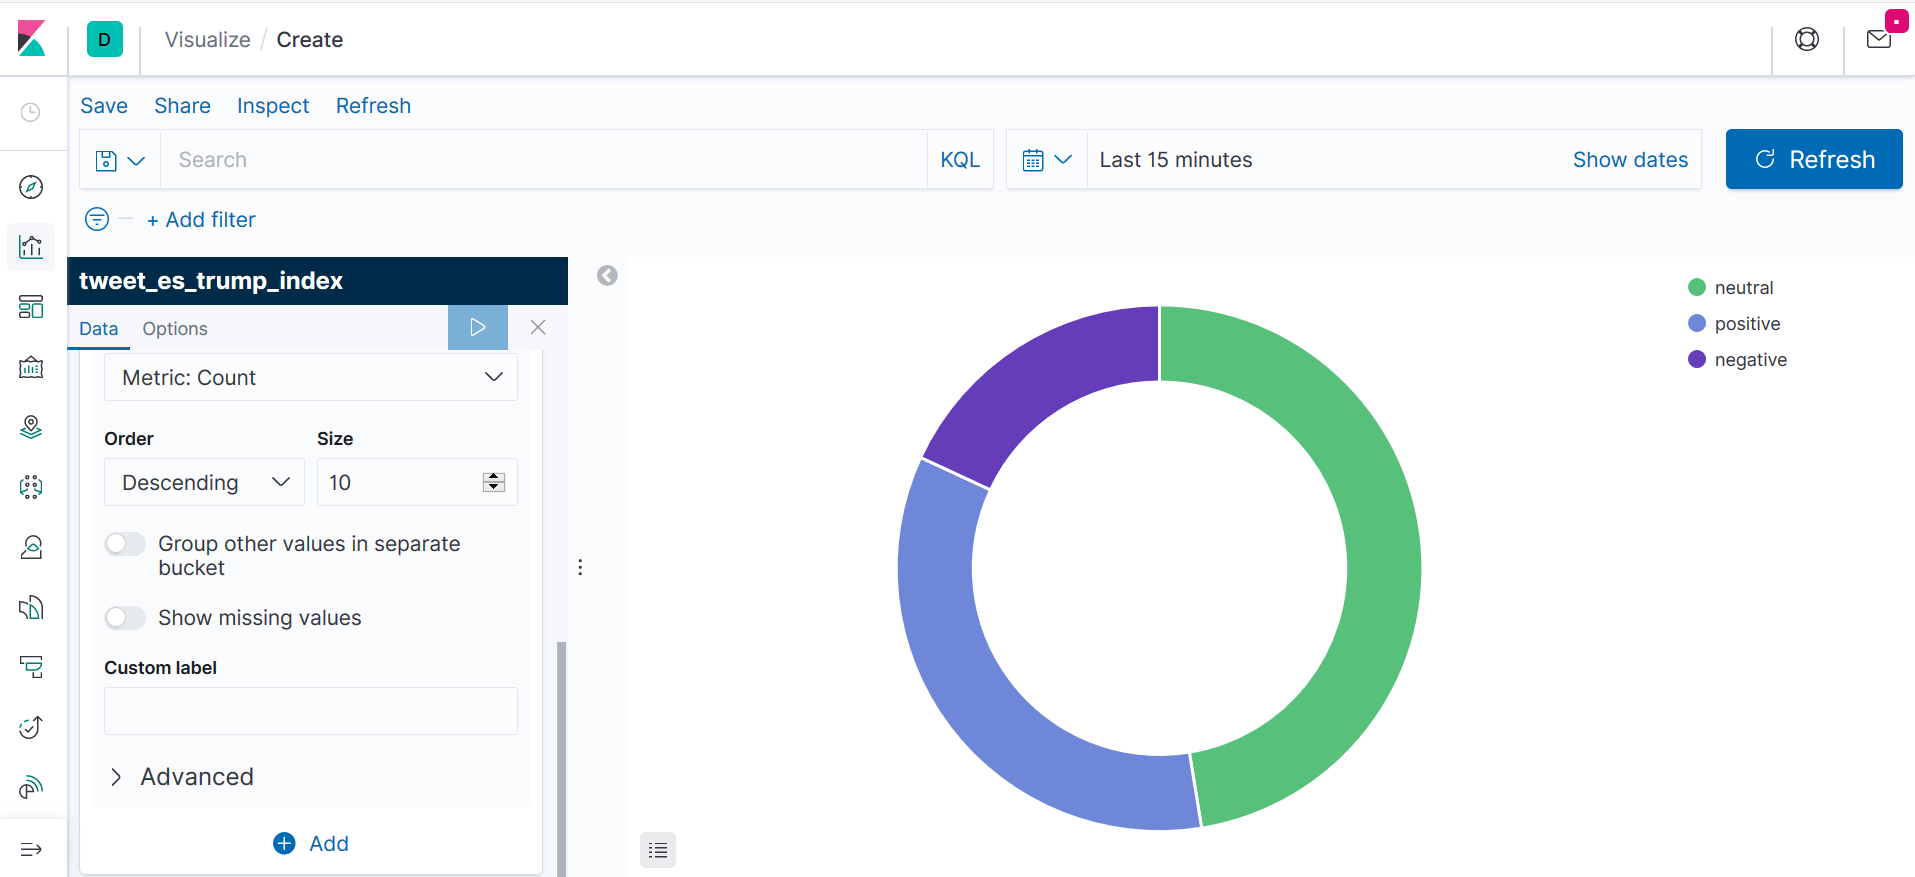 D
Visualize / Create
Save Share Inspect Refresh
Search KQL Last 15 minutes Show dates Refresh
+ Add filter
tweet_es_trump_index
Data Options
Metric: Count
Order Size
Descending 10
Group other values in separate
bucket
Show missing values
Custom label
Advanced
Add
neutral
positive
negative